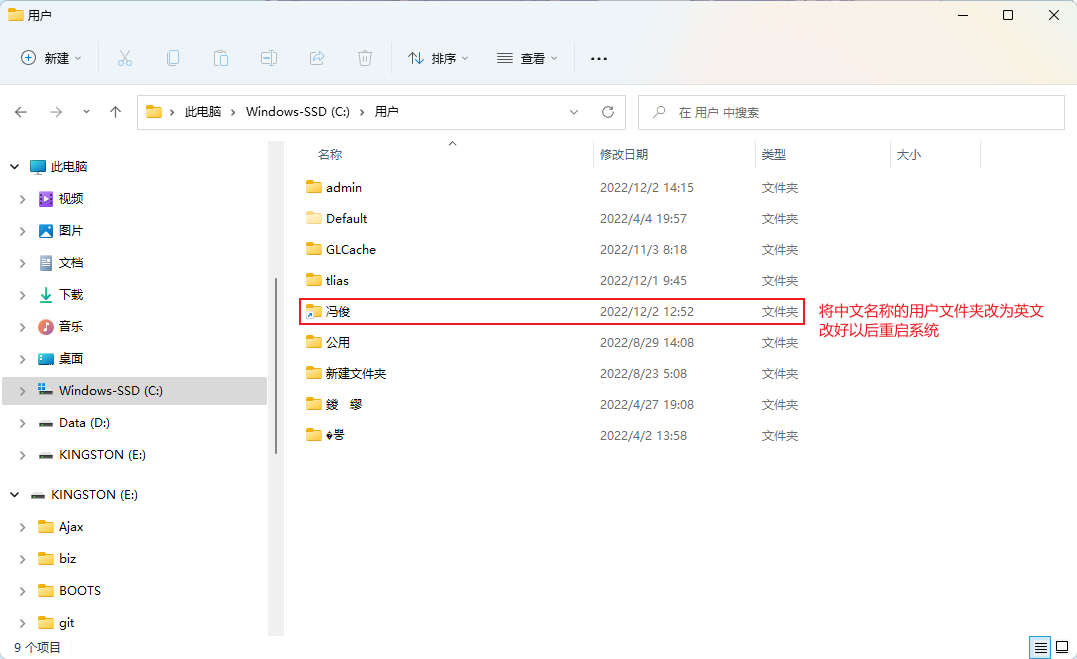 用户
新建
排序
查看
此电脑 > Windows-SSD (C:) > 用户
在 用户 中搜索
此电脑
视频
图片
文档
下载
音乐
桌面
Windows-SSD (C:)
Data (D:)
KINGSTON (E:)
KINGSTON (E:)
Ajax
biz
BOOTS
git
名称 修改日期 类型 大小
admin 2022/12/2 14:15 文件夹
Default 2022/4/4 19:57 文件夹
GLCache 2022/11/3 8:18 文件夹
tlias 2022/12/1 9:45 文件夹
冯俊 2022/12/2 12:52 文件夹
公用 2022/8/29 14:08 文件夹
新建文件夹 2022/8/23 5:08 文件夹
2022/4/27 19:08 文件夹
2022/4/2 13:58 文件夹
将中文名称的用户文件夹改为英文
改好以后重启系统
9 个项目